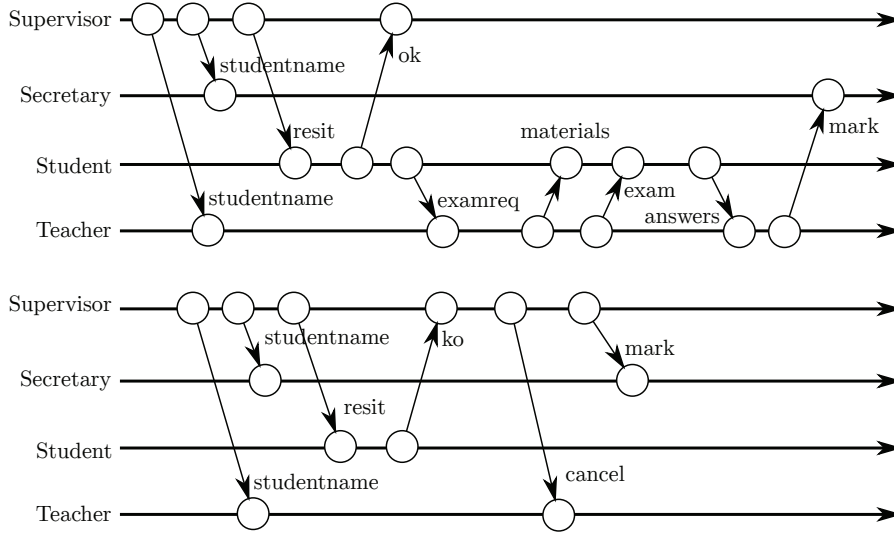 Supervisor
ok
studentname
Secretary
mark
resit
materials
Student
studentname
examreq
exam
answers
Teacher
Supervisor
studentname
ko
mark
Secretary
resit
Student
cancel
studentname
Teacher